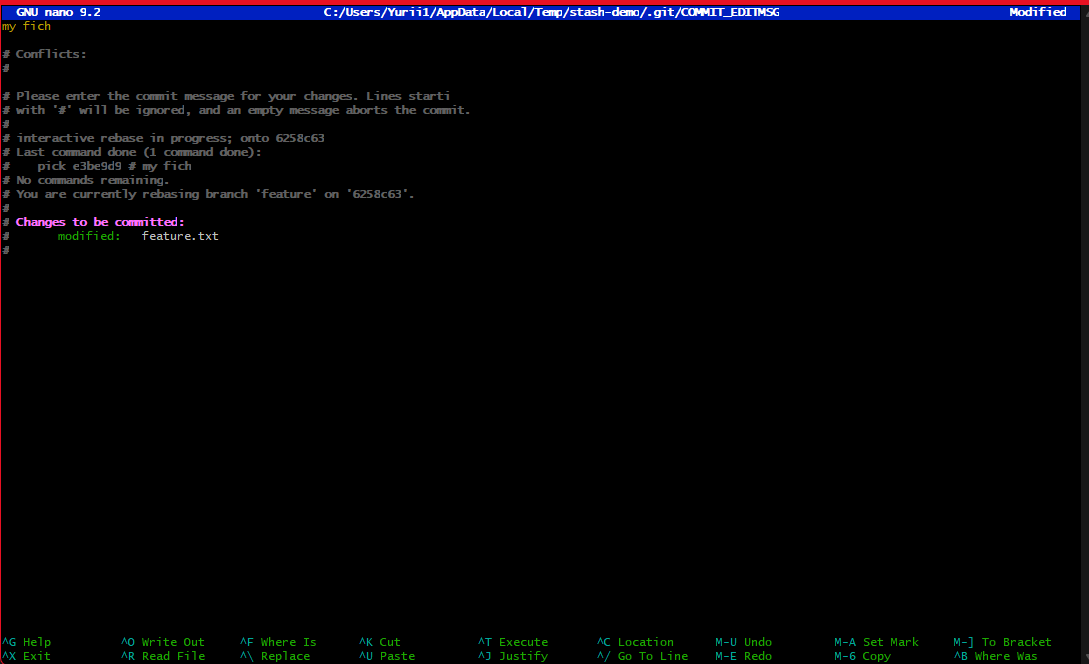 GNU nano 9.2 C:/Users/Yurii1/AppData/Local/Temp/stash-demo/.git/COMMIT_EDITMSG Modified
my fich
# Conflicts:
#
# Please enter the commit message for your changes. Lines starti
# with '#' will be ignored, and an empty message aborts the commit.
#
# interactive rebase in progress; onto 6258c63
# Last command done (1 command done):
#    pick e3be9d9 # my fich
# No commands remaining.
# You are currently rebasing branch 'feature' on '6258c63'.
#
# Changes to be committed:
#       modified:   feature.txt
#
^G Help ^O Write Out ^F Where Is ^K Cut ^T Execute ^C Location M-U Undo M-A Set Mark M-] To Bracket
^X Exit ^R Read File ^\ Replace ^U Paste ^J Justify ^/ Go To Line M-E Redo M-6 Copy ^B Where Was